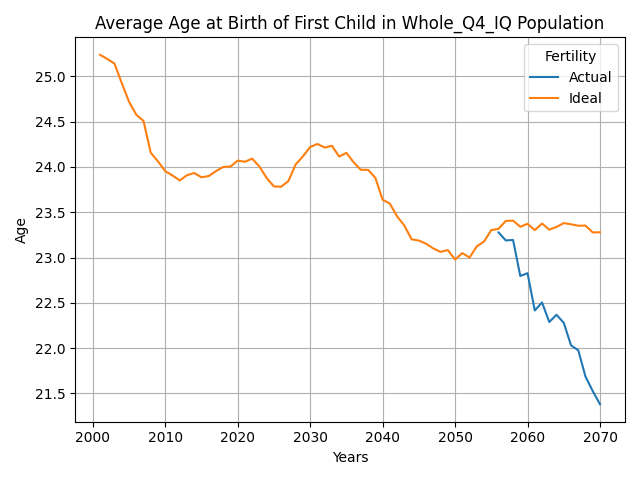 Average Age at Birth of First Child in Whole_Q4_IQ Population
Fertility
Actual
Ideal
25.0
24.5
24.0
23.5
23.0
22.5
22.0
21.5
Age
2000 2010 2020 2030 2040 2050 2060 2070
Years